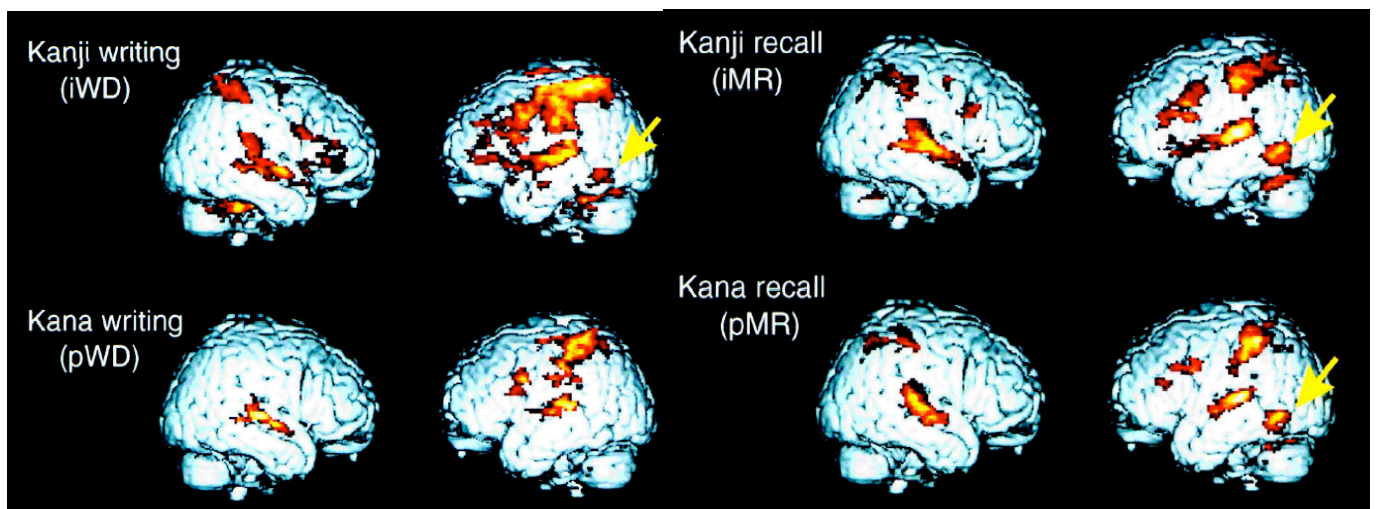 Kanji writing
(iWD)
Kanji recall
(iMR)
Kana writing
(pWD)
Kana recall
(pMR)